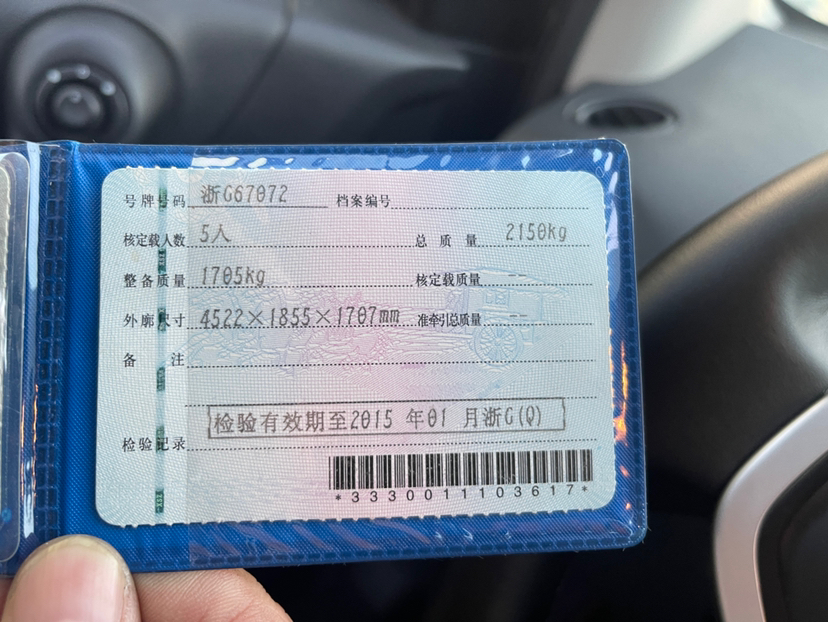 号牌号码 浙G67072 档案编号
核定载人数 5人 总质量 2150kg
整备质量 1705kg 核定载质量 --
外廓尺寸 4522×1855×1707mm 准牵引总质量 --
备注
检验有效期至2015年01月浙G(Q)
检验记录
*3330011103617*